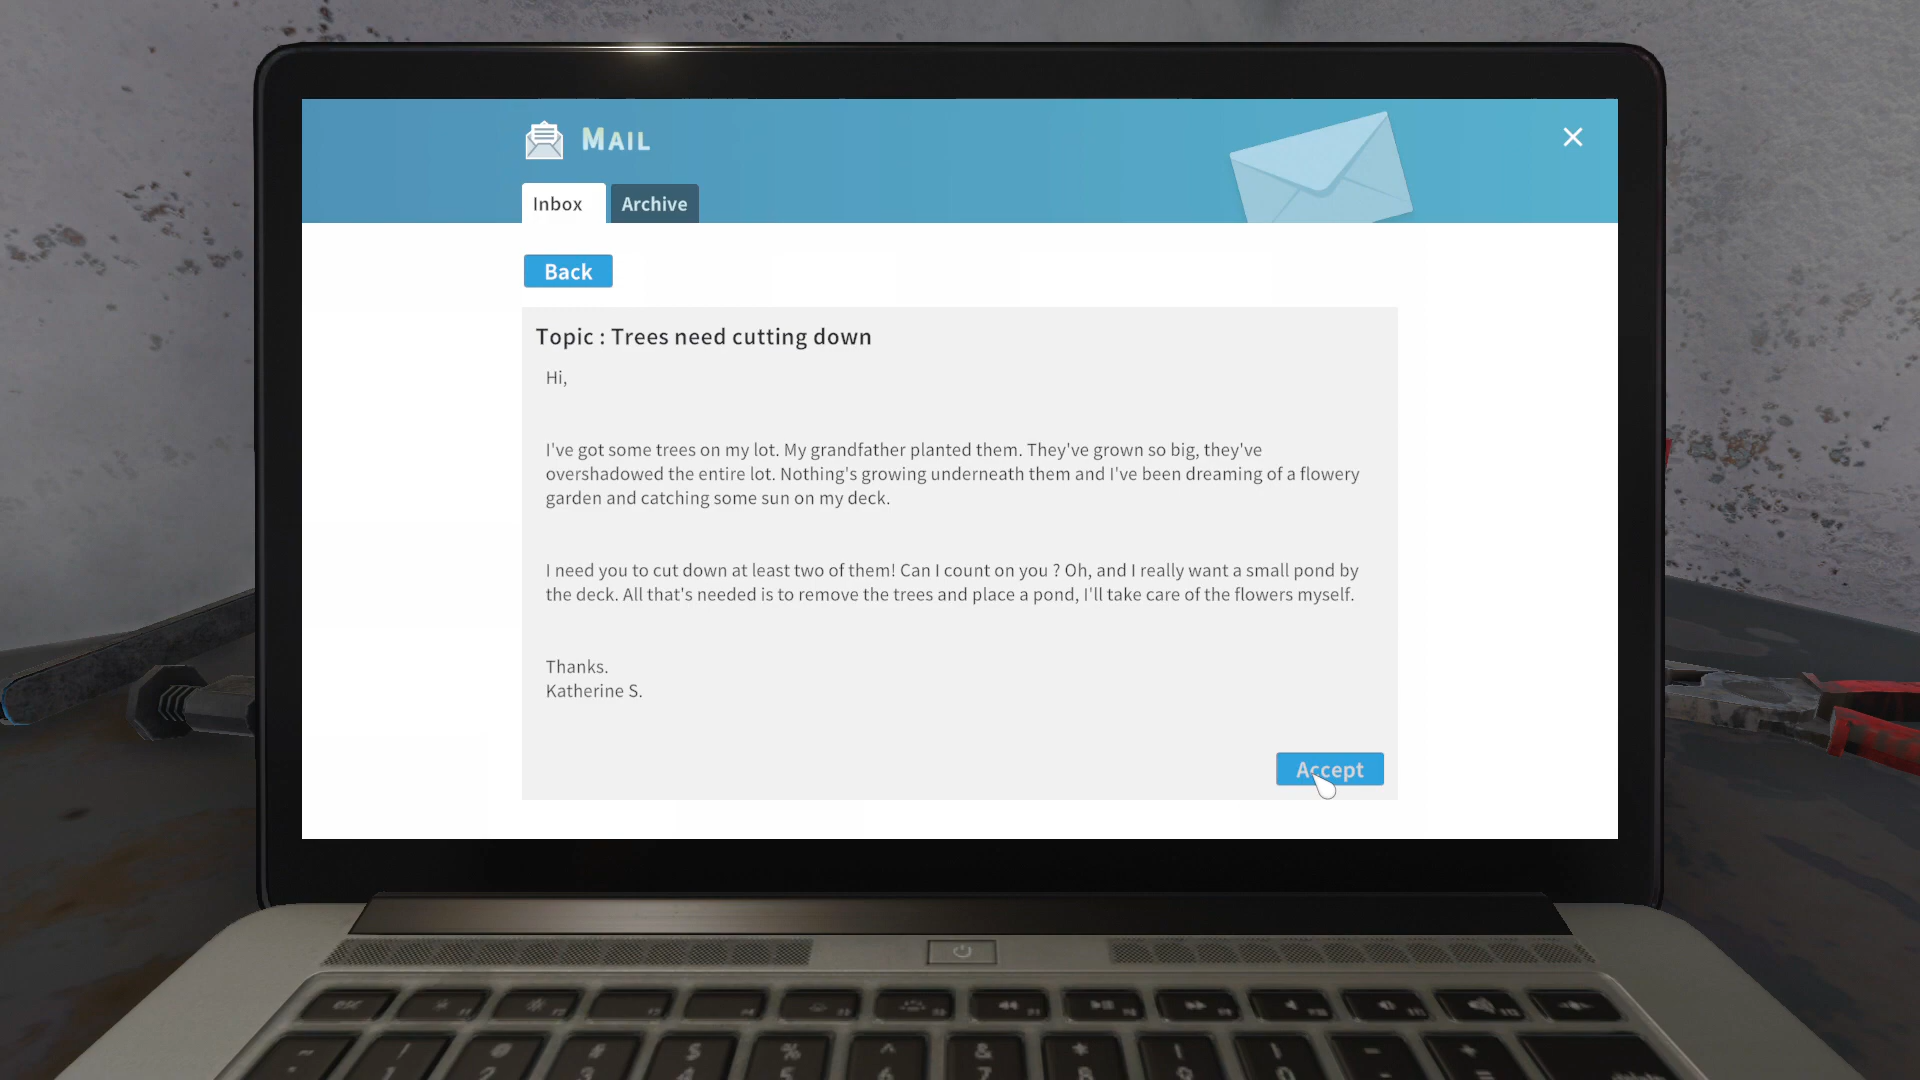 MAIL
Inbox
Archive
Back
Topic : Trees need cutting down
Hi,
I've got some trees on my lot. My grandfather planted them. They've grown so big, they've
overshadowed the entire lot. Nothing's growing underneath them and I've been dreaming of a flowery
garden and catching some sun on my deck.
I need you to cut down at least two of them! Can I count on you ? Oh, and I really want a small pond by
the deck. All that's needed is to remove the trees and place a pond, I'll take care of the flowers myself.
Thanks.
Katherine S.
Accept
esc